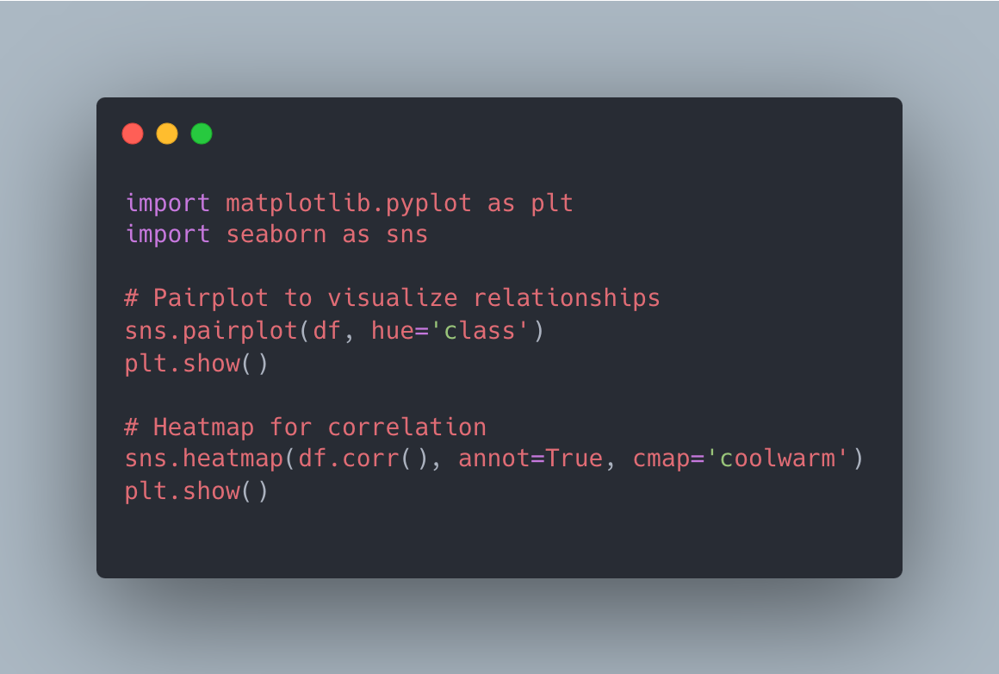 import matplotlib.pyplot as plt
import seaborn as sns
# Pairplot to visualize relationships
sns.pairplot(df, hue='class')
plt.show()
# Heatmap for correlation
sns.heatmap(df.corr(), annot=True, cmap='coolwarm')
plt.show()